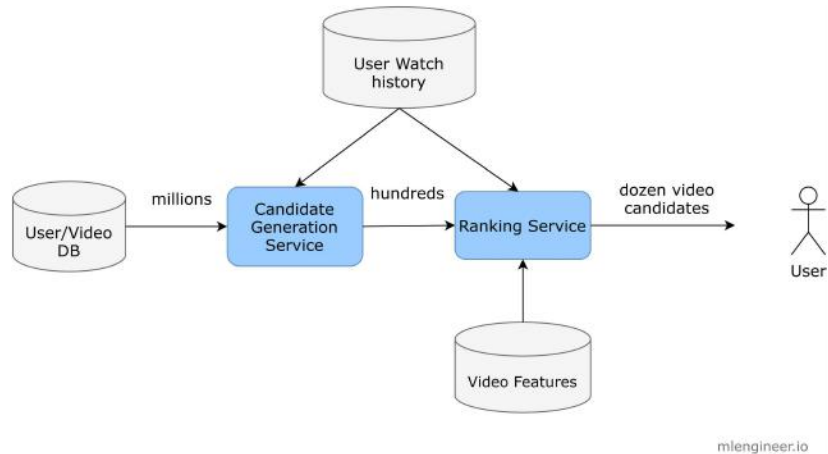 User Watch
history
millions
hundreds
dozen video
candidates
User/Video
DB
Candidate
Generation
Service
Ranking Service
User
Video Features
mlengineer.io